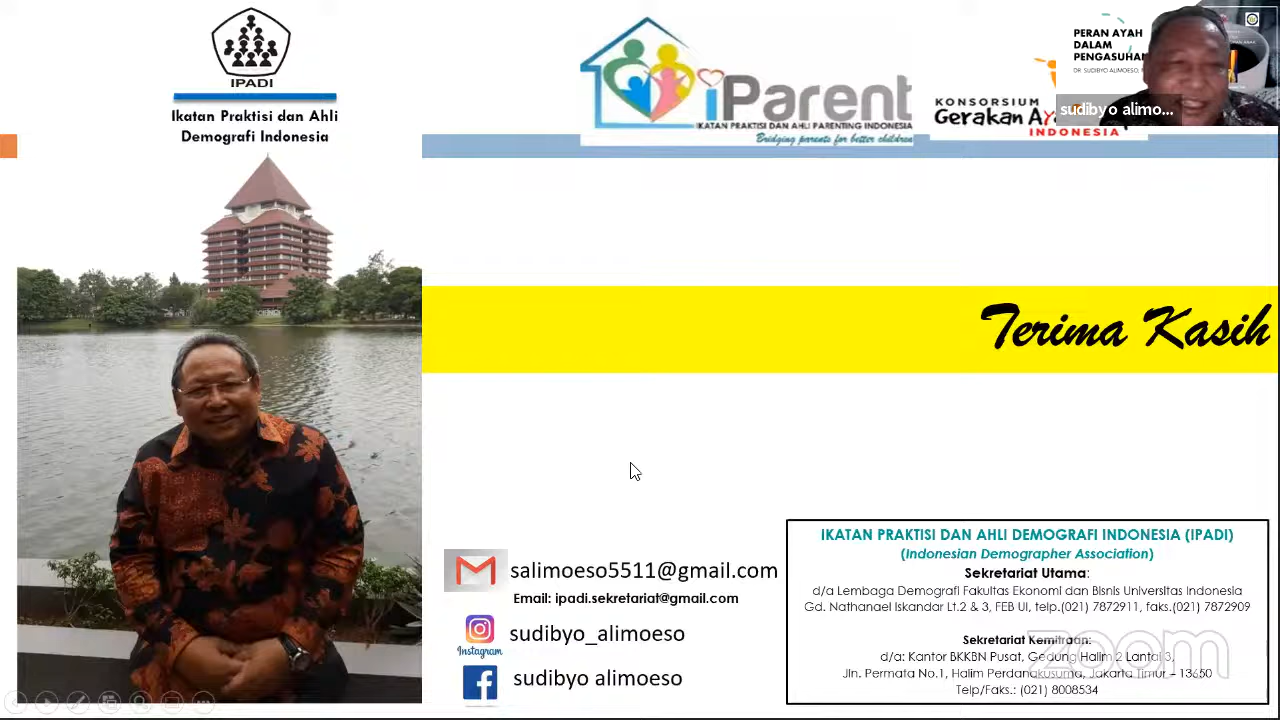 IPADI
Ikatan Praktisi dan Ahli
Demografi Indonesia
iParent
IKATAN PRAKTISI DAN AHLI PARENTING INDONESIA
Bridging parents for better children
KONSORSIUM
Gerakan
INDONESIA
PERAN AYAH
DALAM
PENGASUHAN
sudibyo alimo...
Terima Kasih
salimoeso5511@gmail.com
Email: ipadi.sekretariat@gmail.com
Instagram
sudibyo_alimoeso
sudibyo alimoeso
IKATAN PRAKTISI DAN AHLI DEMOGRAFI INDONESIA (IPADI)
(Indonesian Demographer Association)
Sekretariat Utama:
d/a Lembaga Demografi Fakultas Ekonomi dan Bisnis Universitas Indonesia
Gd. Nathanael Iskandar Lt.2 & 3, FEB UI, telp.(021) 7872911, faks.(021) 7872909
Sekretariat Kemitraan:
d/a: Kantor BKKBN Pusat, Gedung Halim 2 Lantai
Jln. Permata No.1, Halim Perdanakusuma, Jakarta Timur – 13650
Telp/Faks.: (021) 8008534
zoom